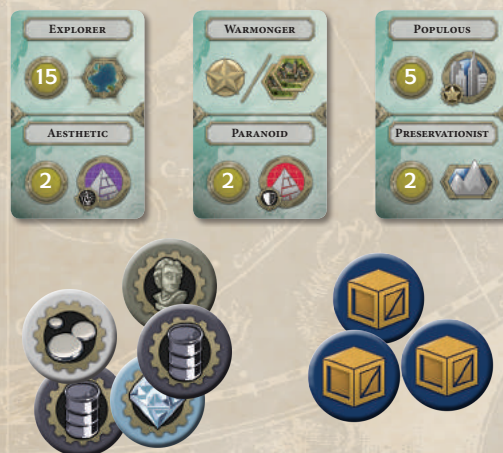 EXPLORER
15
AESTHETIC
2
WARMONGER
PARANOID
2
POPULOUS
5
PRESERVATIONIST
2